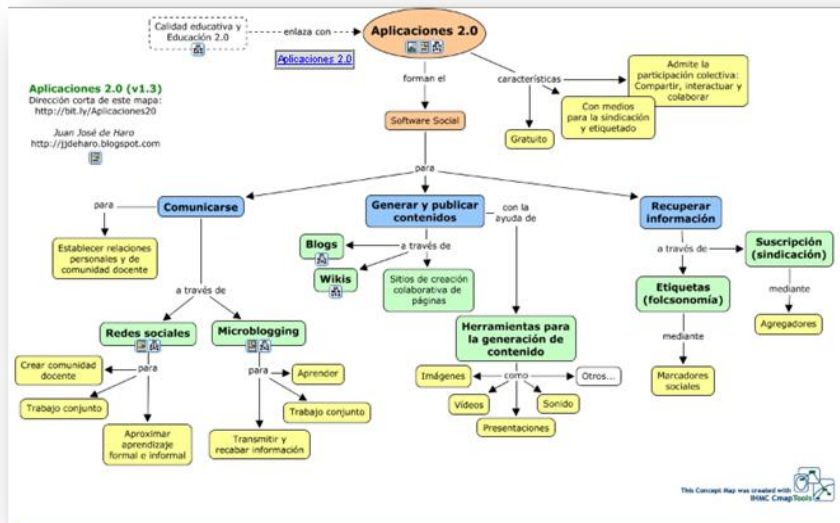 Calidad educativa y
Educación 2.0
enlaza con
Aplicaciones 2.0
Aplicaciones 2.0
forman el
características
Admite la
participación colectiva:
Compartir, interactuar y
colaborar
Con medios
para la sindicación
y etiquetado
Gratuito
Aplicaciones 2.0 (v1.3)
Dirección corta de este mapa:
http://bit.ly/Aplicaciones20
Juan José de Haro
http://jjdeharo.blogspot.com
Software Social
para
para
Comunicarse
Establecer relaciones
personales y de
comunidad docente
a través de
Redes sociales
Microblogging
para
Crear comunidad
docente
Trabajo conjunto
Aproximar
aprendizaje
formal e informal
para
Aprender
Trabajo conjunto
Transmitir y
recabar información
Generar y publicar
contenidos
con la
ayuda de
a través de
Blogs
Wikis
Sitios de creación
colaborativa de
páginas
Herramientas para
la generación de
contenido
como
Imágenes
Otros...
Vídeos
Sonido
Presentaciones
Recuperar
información
a través de
Suscripción
(sindicación)
Etiquetas
(folcsonomía)
mediante
Agregadores
mediante
Marcadores
sociales
This Concept Map was created with
IHMC CmapTools